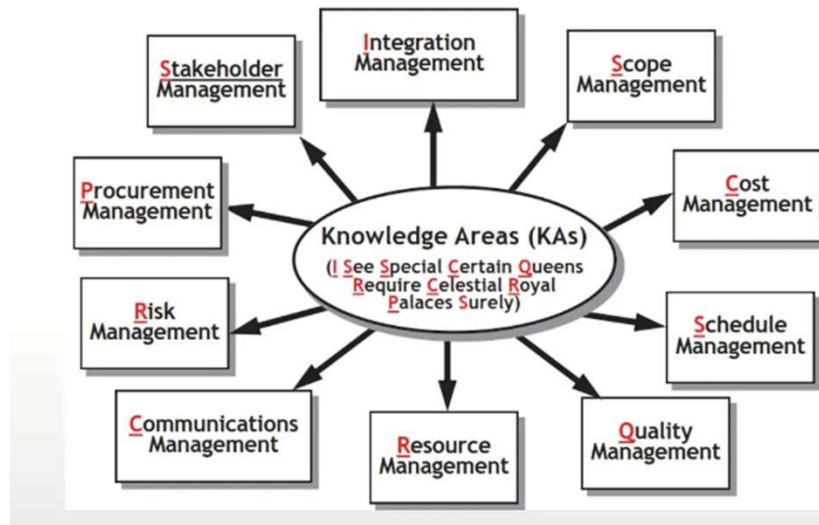 Integration
Management
Stakeholder
Management
Scope
Management
Procurement
Management
Cost
Management
Knowledge Areas (KAs)
(I See Special Certain Queens
Require Celestial Royal
Palaces Surely)
Risk
Management
Schedule
Management
Communications
Management
Resource
Management
Quality
Management